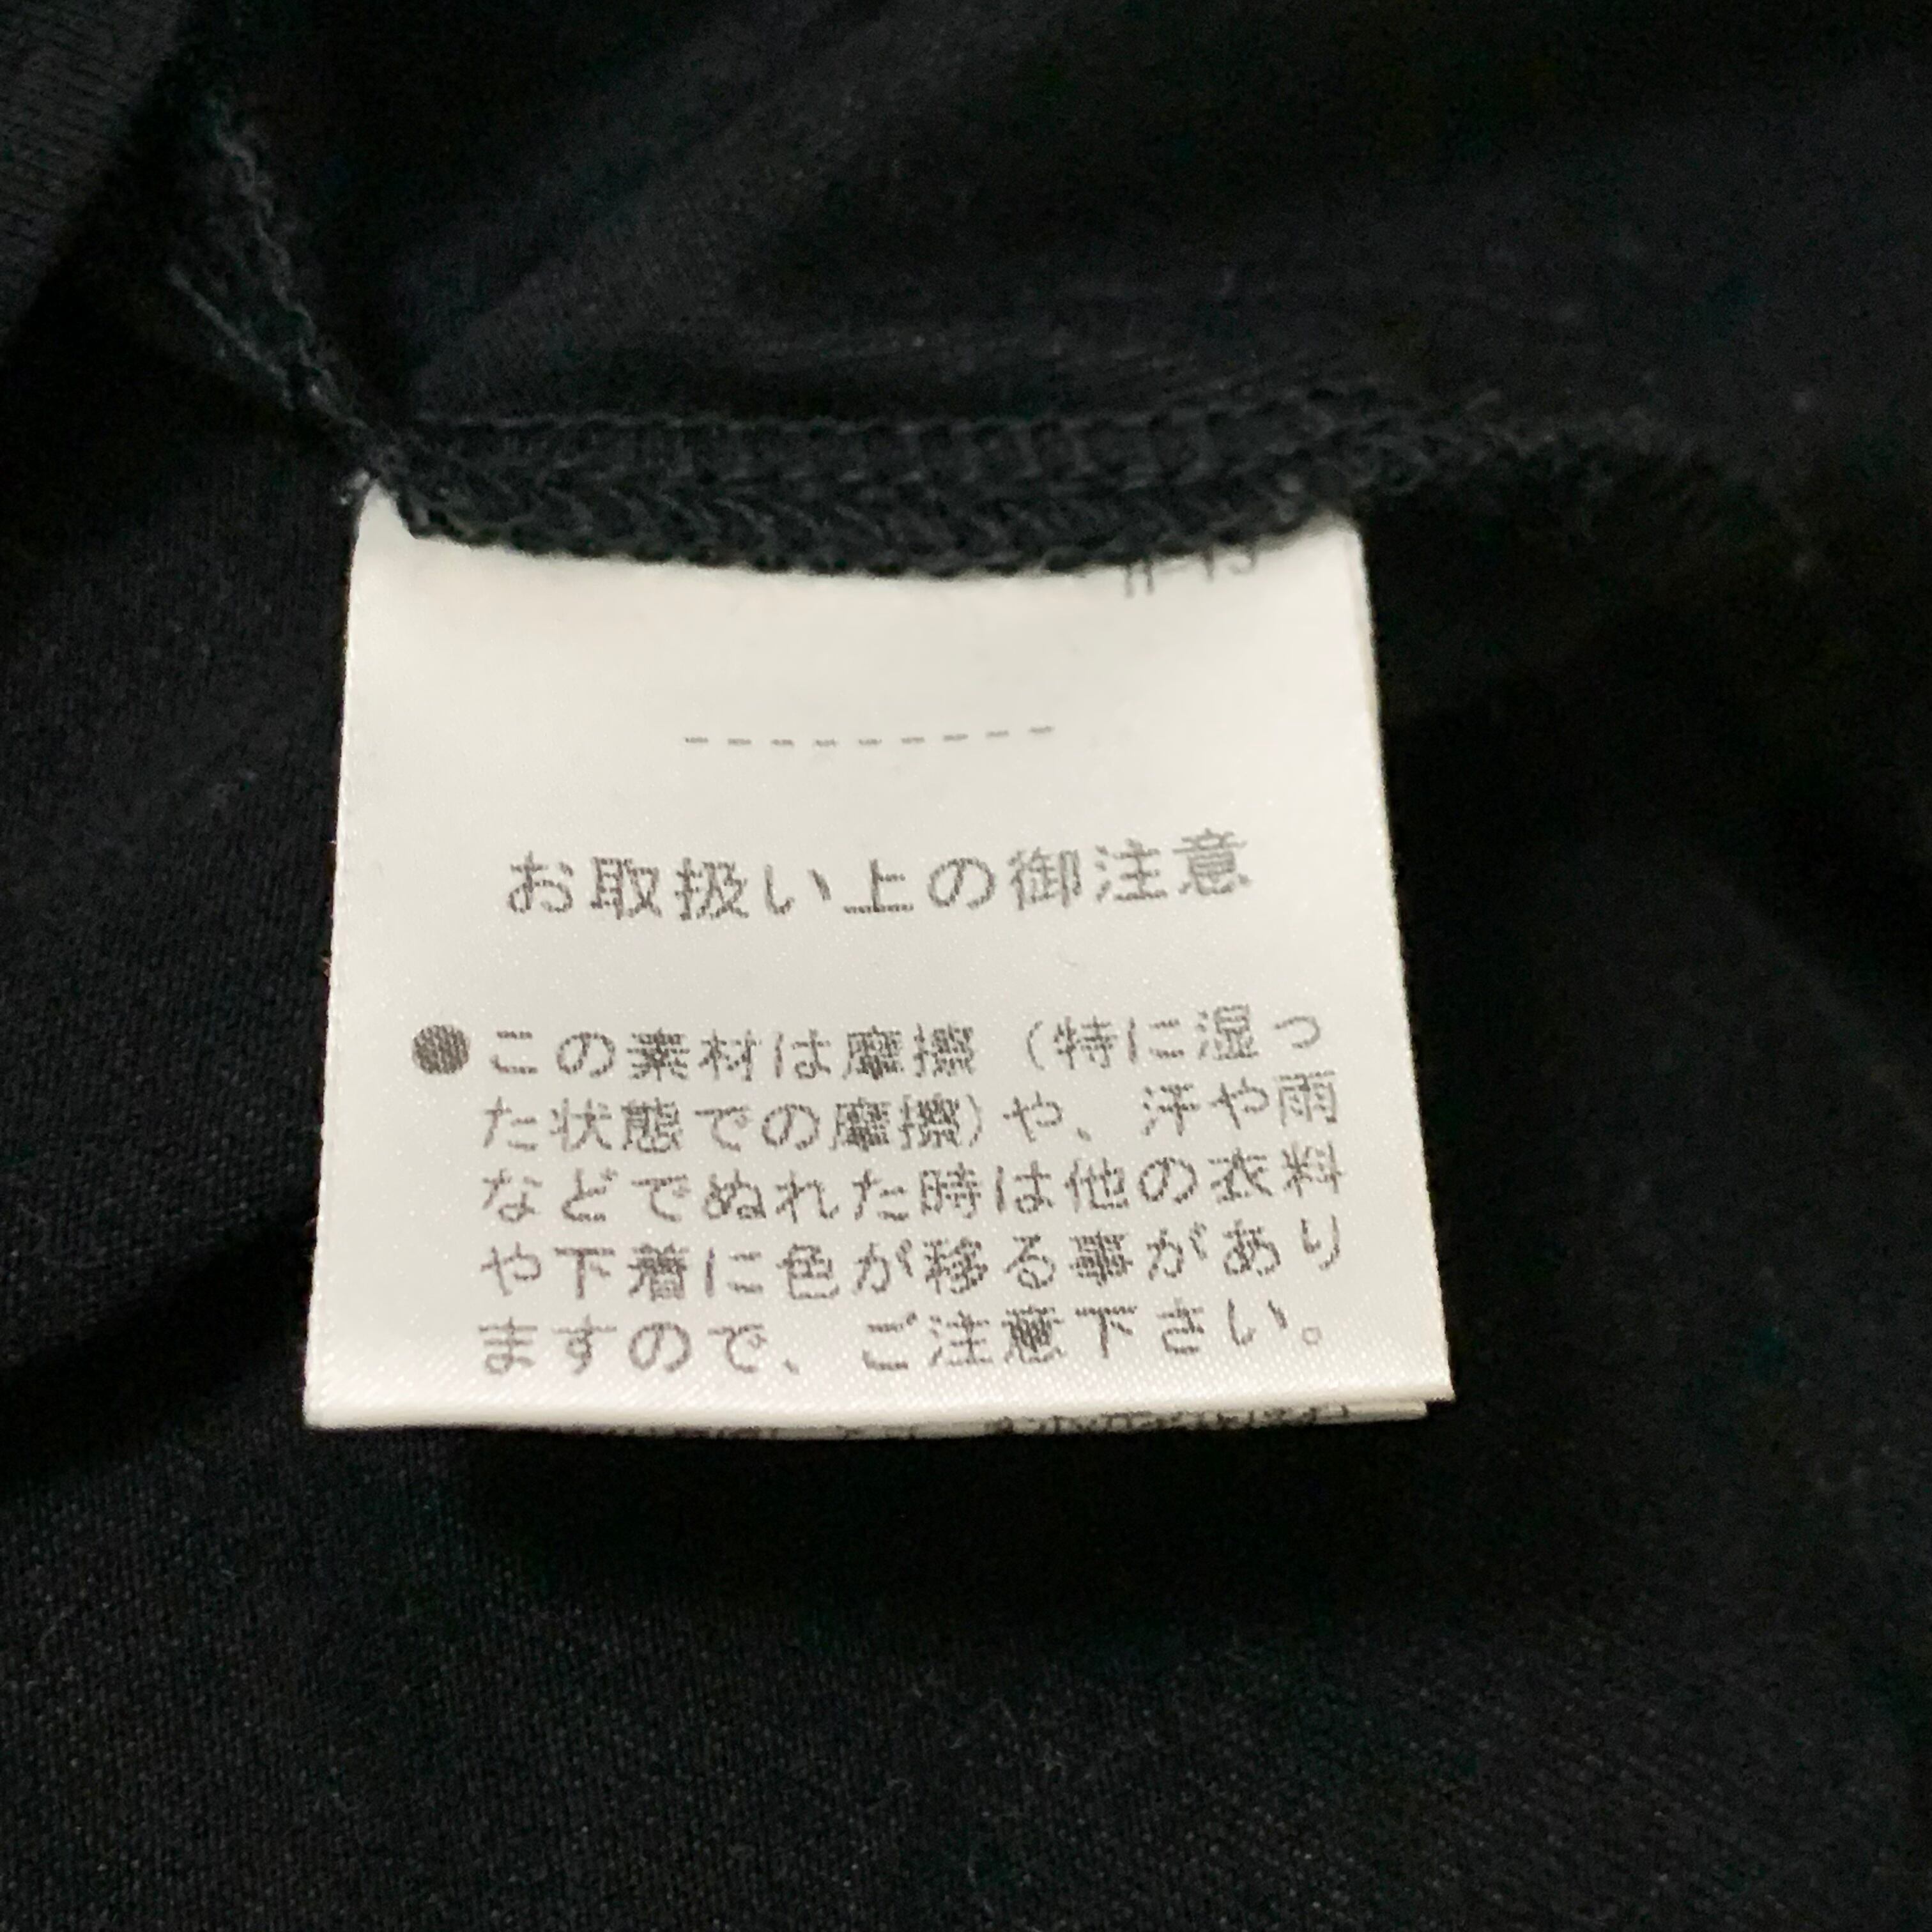 お取扱い上の御注意
●この素材は摩擦（特に湿っ
た状態での摩擦）や、汗や雨
などでぬれた時は他の衣料
や下着に色が移る事があり
ますので、ご注意下さい。